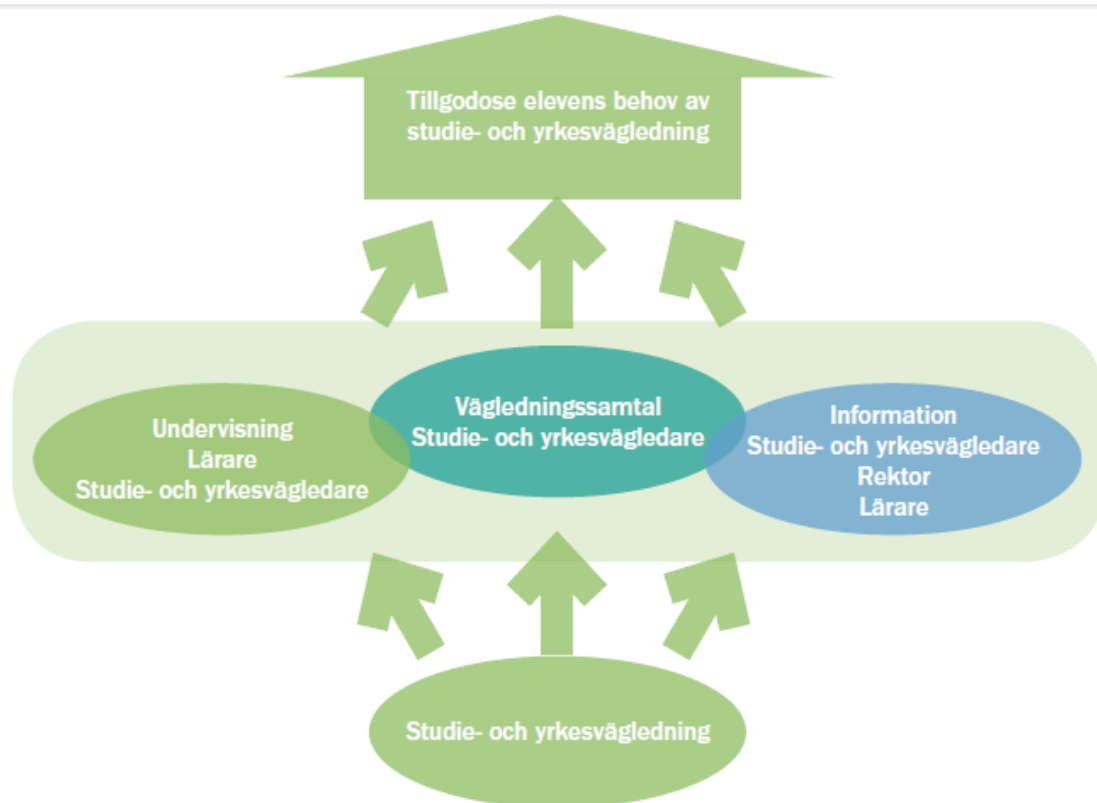 Tillgodose elevens behov av
studie- och yrkesvägledning
Undervisning
Lärare
Studie- och yrkesvägledare
Vägledningssamtal
Studie- och yrkesvägledare
Information
Studie- och yrkesvägledare
Rektor
Lärare
Studie- och yrkesvägledning